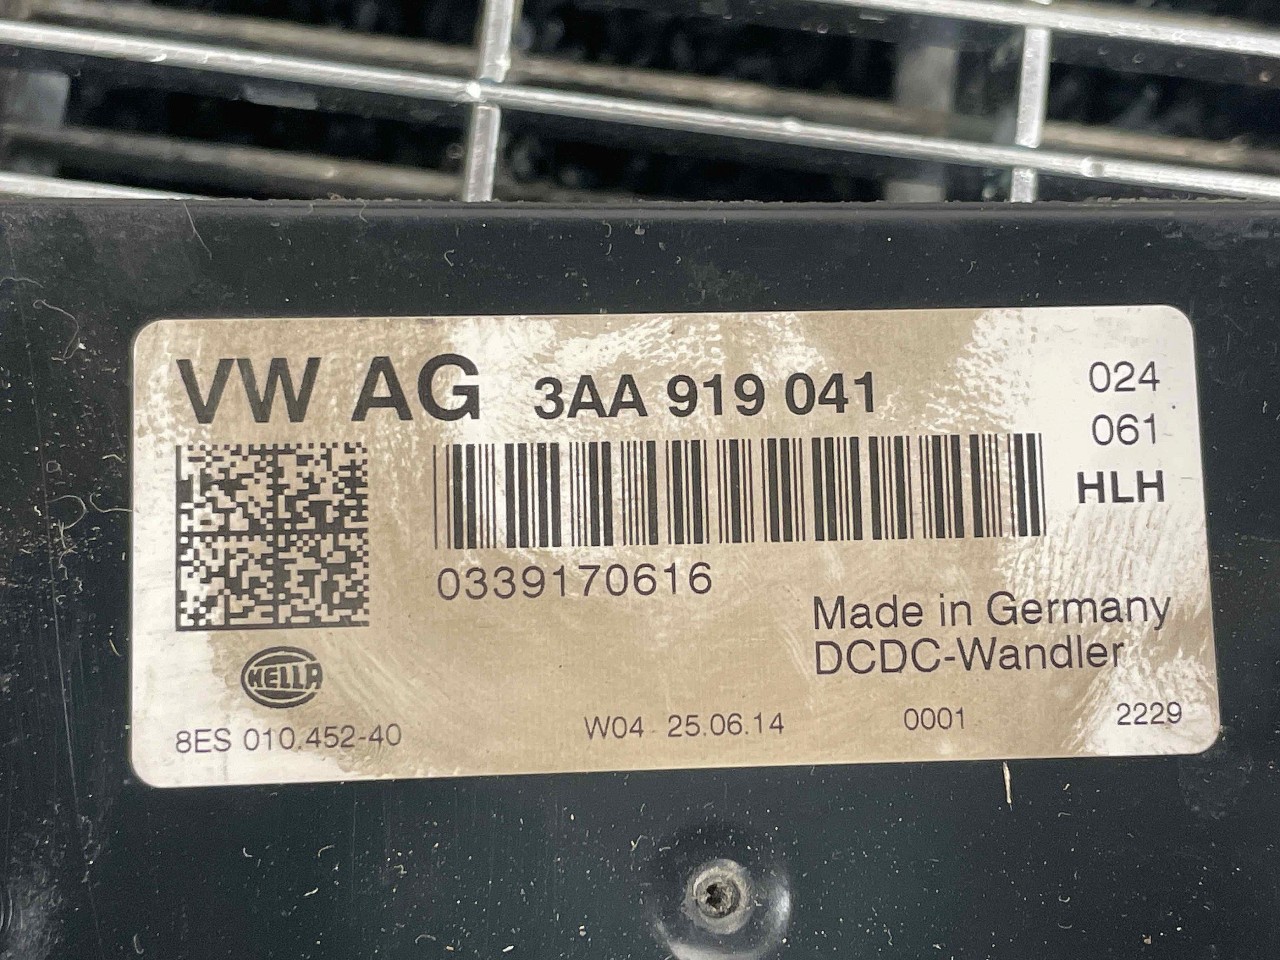 VW AG 3AA 919 041
024
061
HLH
0339170616
Made in Germany
DCDC-Wandler
HELLA
8ES 010.452-40 W04 25.06.14 0001 2229